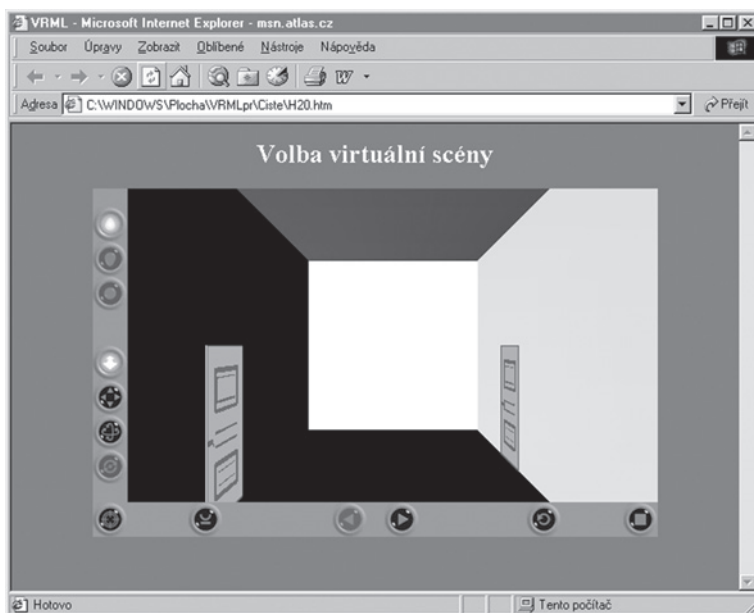 VRML - Microsoft Internet Explorer - msn.atlas.cz
Soubor Úpravy Zobrazit Oblíbené Nástroje Nápověda
Adresa C:\WINDOWS\Plocha\VRMLpr\Ciste\H20.htm Přejít
Volba virtuální scény
Hotovo Tento počítač